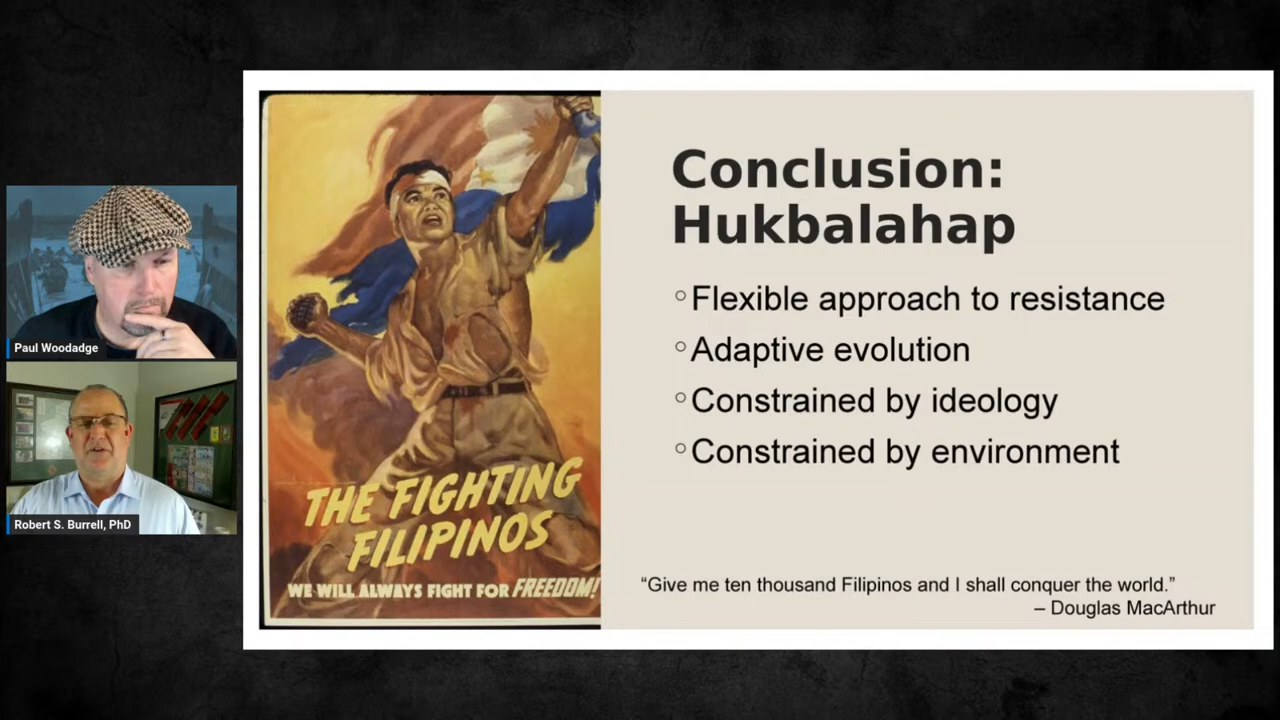 Paul Woodadge
Robert S. Burrell, PhD
THE FIGHTING
FILIPINOS
WE WILL ALWAYS FIGHT FOR FREEDOM!
Conclusion:
Hukbalahap
Flexible approach to resistance
Adaptive evolution
Constrained by ideology
Constrained by environment
“Give me ten thousand Filipinos and I shall conquer the world.”
– Douglas MacArthur